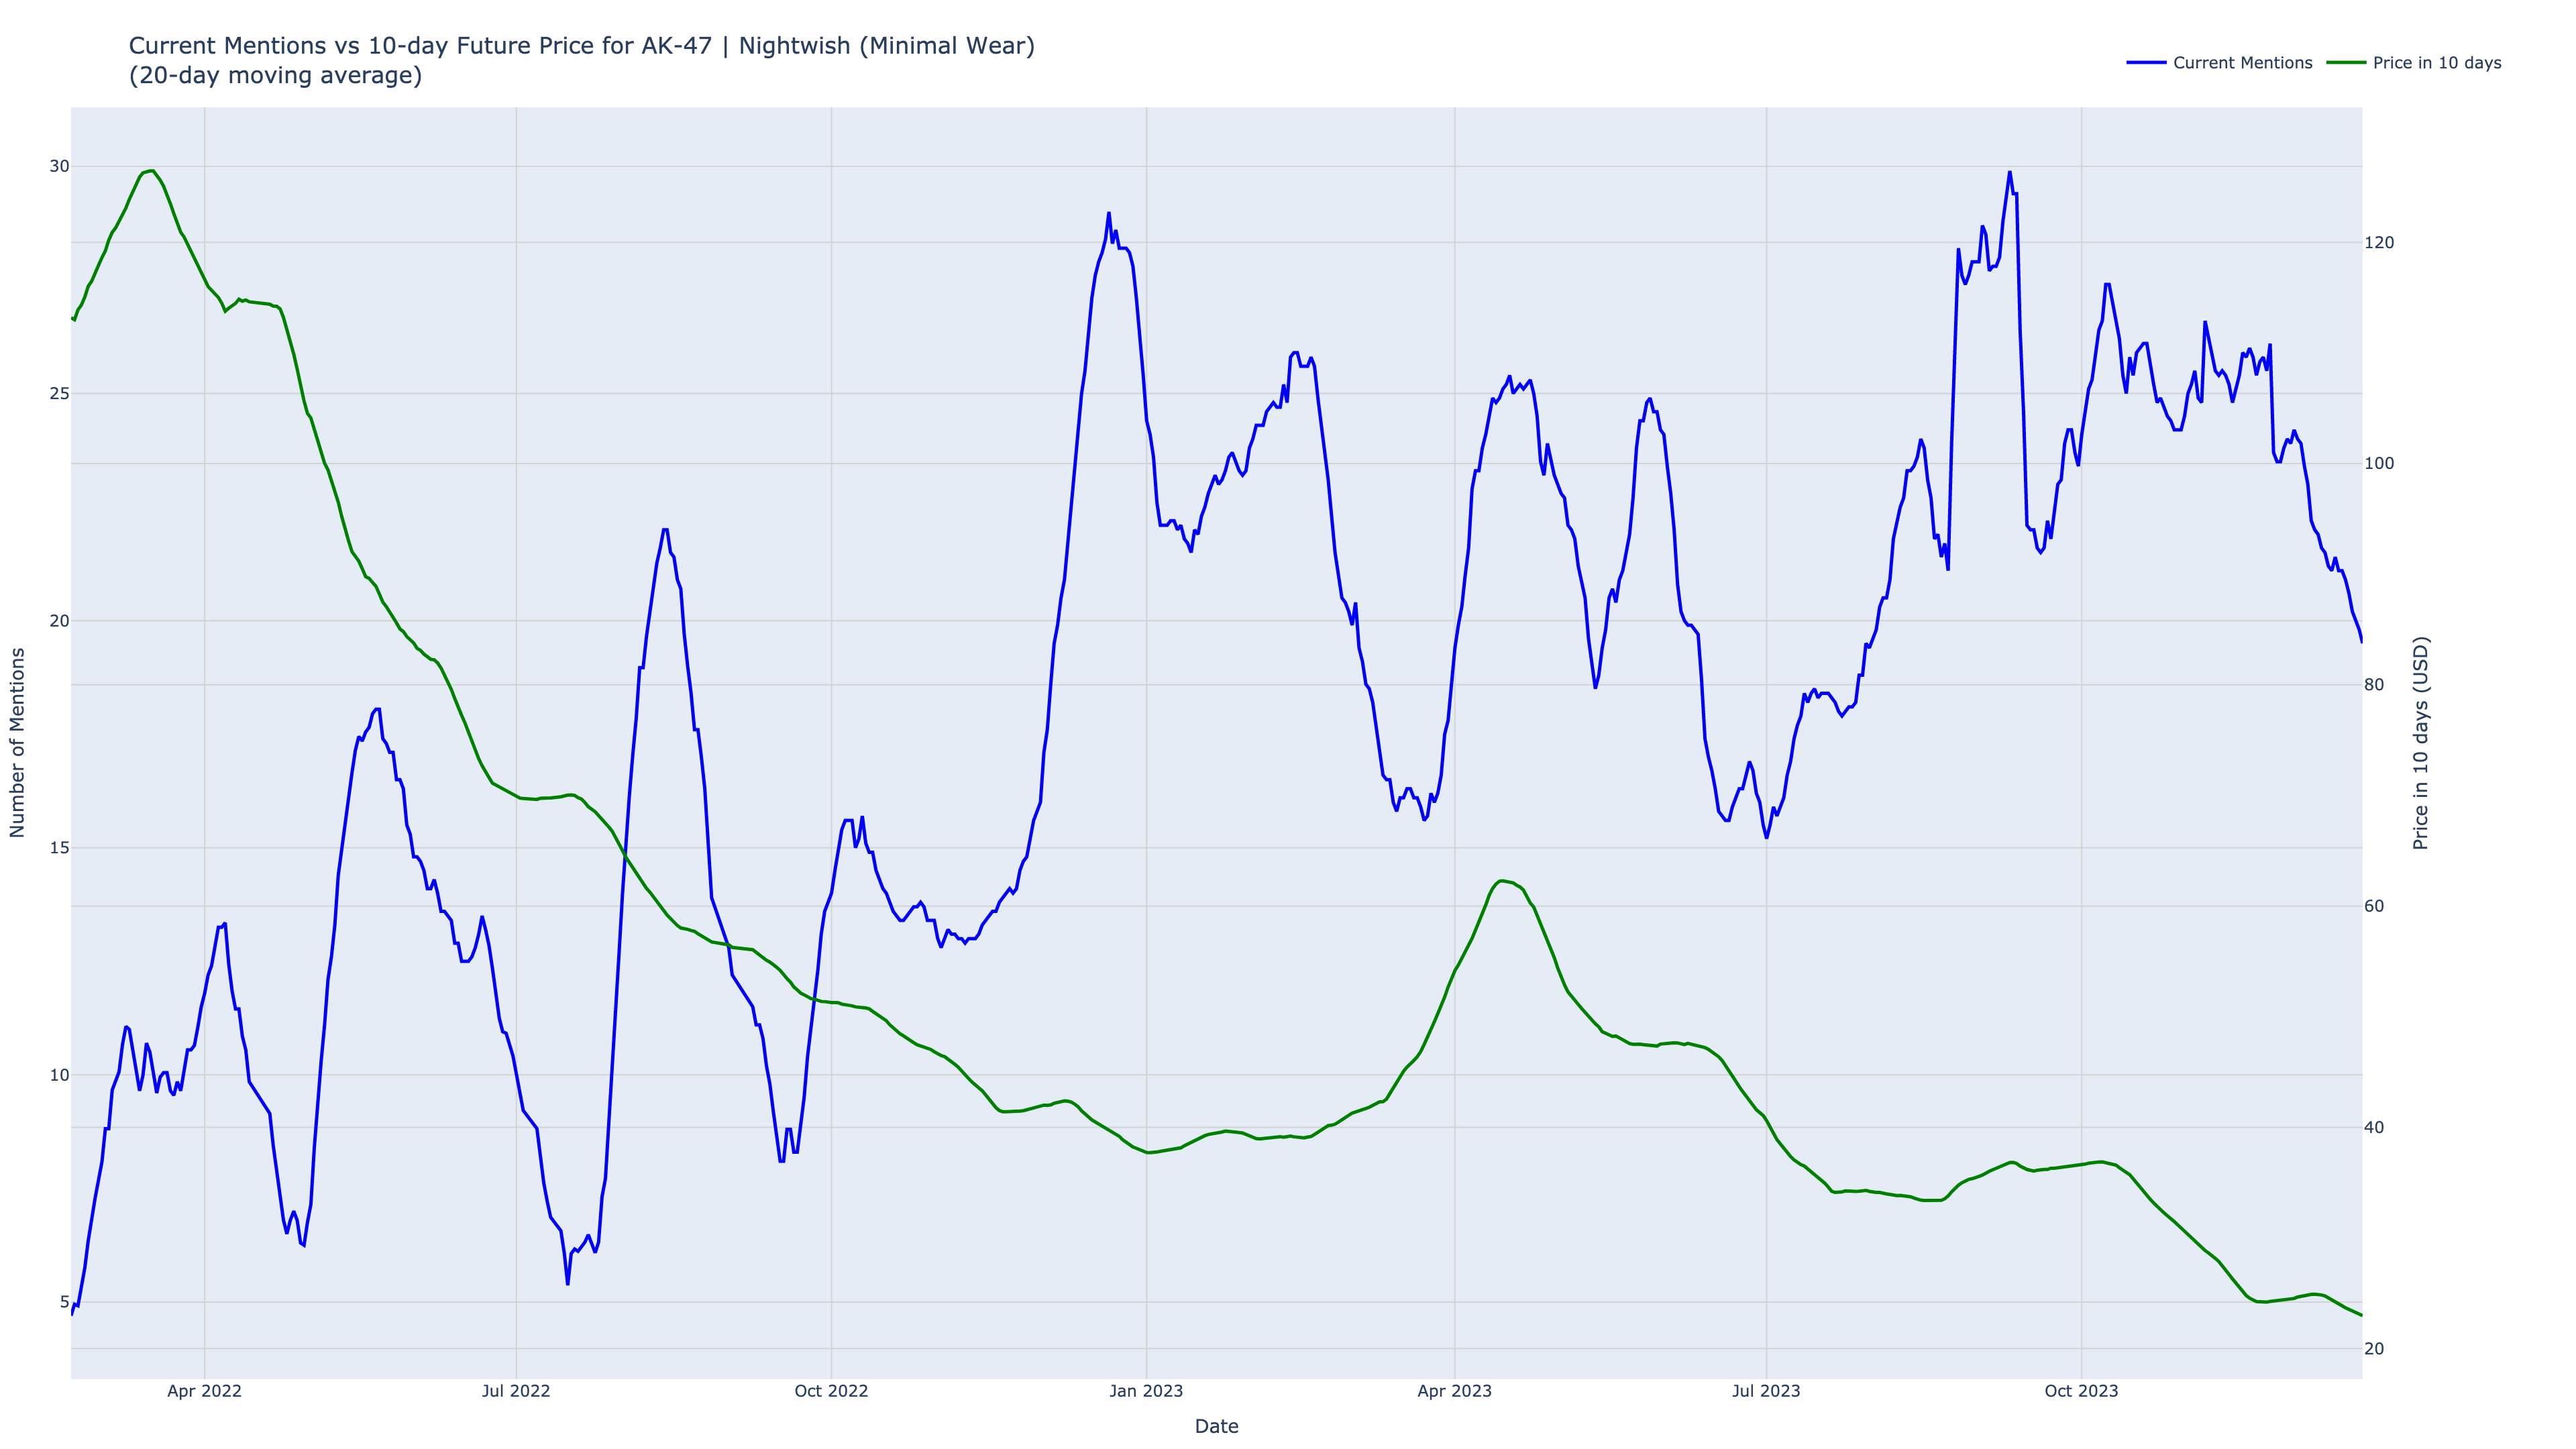 Current Mentions vs 10-day Future Price for AK-47 | Nightwish (Minimal Wear)
(20-day moving average)
Current Mentions
Price in 10 days
30
25
20
15
10
5
Number of Mentions
120
100
80
60
40
20
Price in 10 days (USD)
Apr 2022
Jul 2022
Oct 2022
Jan 2023
Apr 2023
Jul 2023
Oct 2023
Date